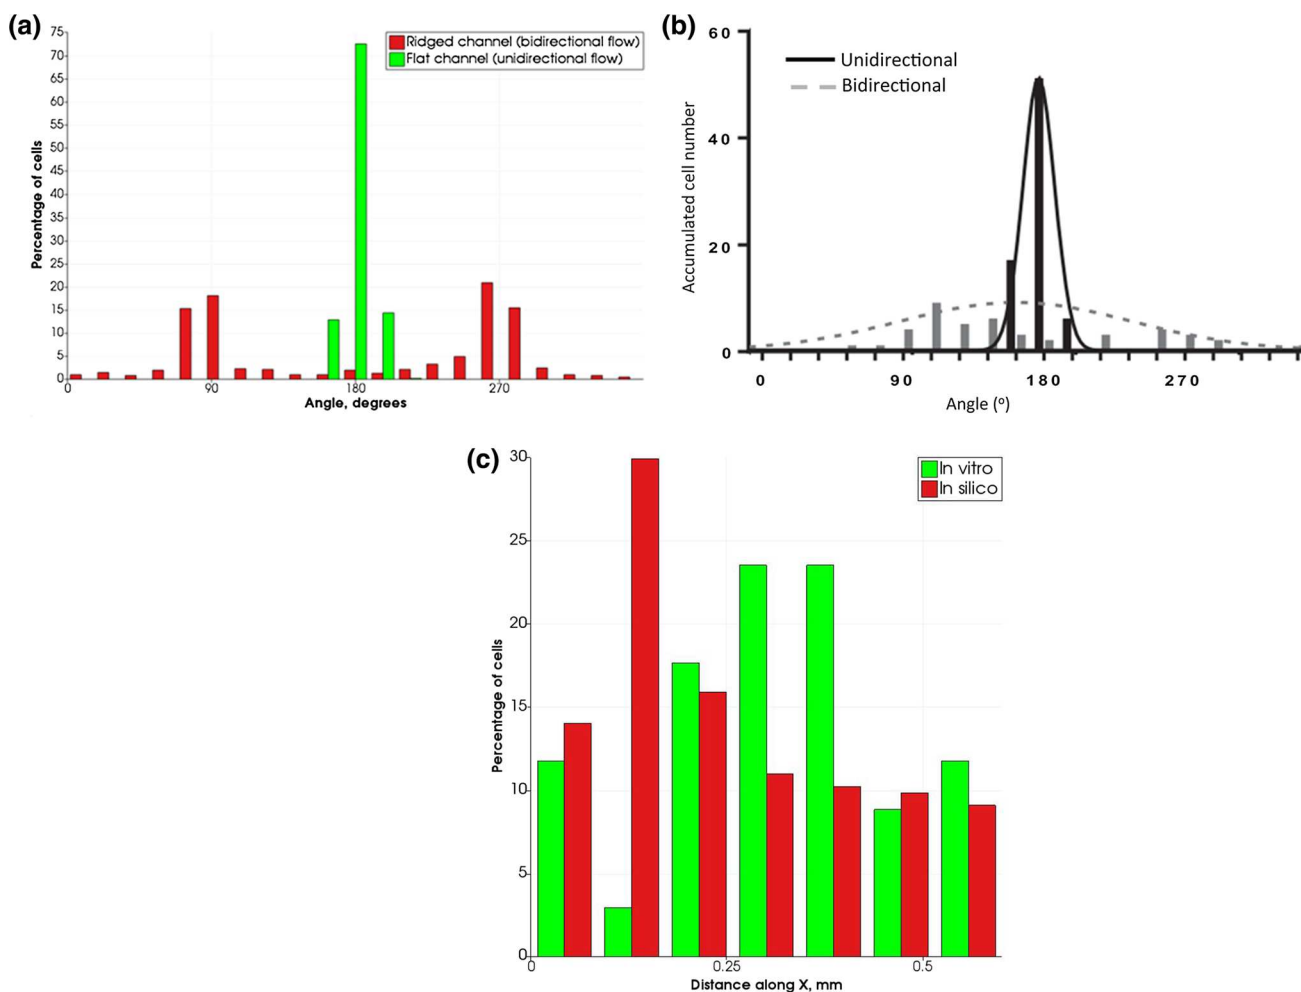 (a)
75
70
65
60
55
50
45
40
35
30
25
20
15
10
5
0
Percentage of cells
Ridged channel (bidirectional flow)
Flat channel (unidirectional flow)
0
90
180
270
Angle, degrees
(b)
60
40
20
0
Accumulated cell number
Unidirectional
Bidirectional
0
90
180
270
Angle (º)
(c)
30
25
20
15
10
5
0
Percentage of cells
In vitro
In silico
0
0.25
0.5
Distance along X, mm